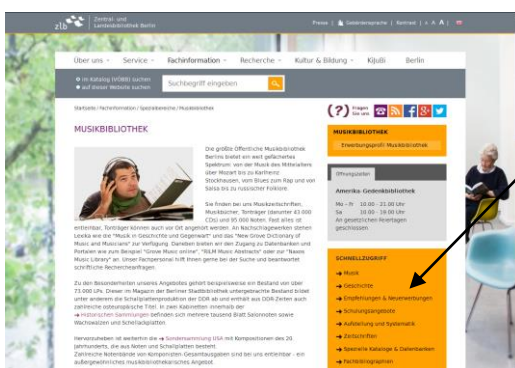 zlb
Zentral- und
Landesbibliothek Berlin
Presse | Gebärdensprache | Kontrast | A A A |
Über uns Service Fachinformation Recherche Kultur & Bildung KiJuBi Berlin
im Katalog (VÖBB) suchen
auf dieser Website suchen
Suchbegriff eingeben
Startseite / Fachinformation / Spezialbereiche / Musikbibliothek
(?) Fragen
Sie uns
MUSIKBIBLIOTHEK
Die größte Öffentliche Musikbibliothek
Berlins bietet ein weit gefächertes
Spektrum: von der Musik des Mittelalters
über Mozart bis zu Karlheinz
Stockhausen, vom Blues zum Rap und von
Salsa bis zu russischer Folklore.
Sie finden bei uns Musikzeitschriften,
Musikbücher, Tonträger (darunter 43.000
CDs) und 95.000 Noten. Fast alles ist
entleihbar, Tonträger können auch vor Ort angehört werden. An Nachschlagewerken stehen
Lexika wie die "Musik in Geschichte und Gegenwart" und das "New Grove Dictionary of
Music and Musicians" zur Verfügung. Daneben bieten wir den Zugang zu Datenbanken und
Portalen wie zum Beispiel "Grove Music online", "RILM Music Abstracts" oder zur "Naxos
Music Library" an. Unser Fachpersonal hilft Ihnen gerne bei der Suche und beantwortet
schriftliche Rechercheanfragen.
Zu den Besonderheiten unseres Angebotes gehört beispielsweise ein Bestand von über
73.000 LPs. Dieser im Magazin der Berliner Stadtbibliothek untergebrachte Bestand bildet
unter anderem die Schallplattenproduktion der DDR ab und enthält aus DDR-Zeiten auch
zahlreiche osteuropäische Titel. In zwei Kabinetten innerhalb der
→ Historischen Sammlungen befinden sich mehrere tausend Blatt Salonnoten sowie
Wachswalzen und Schellackplatten.
Hervorzuheben ist weiterhin die → Sondersammlung USA mit Kompositionen des 20.
Jahrhunderts, die aus Noten und Schallplatten besteht.
Zahlreiche Notenbände von Komponisten-Gesamtausgaben sind bei uns entleihbar - ein
außergewöhnliches musikbibliothekarisches Angebot.
MUSIKBIBLIOTHEK
Erwerbungsprofil Musikbibliothek
Öffnungszeiten
Amerika-Gedenkbibliothek
Mo - Fr 10.00 - 21.00 Uhr
Sa 10.00 - 19.00 Uhr
An gesetzlichen Feiertagen
geschlossen
SCHNELLZUGRIFF
→ Musik
→ Geschichte
→ Empfehlungen & Neuerwerbungen
→ Schulungsangebote
→ Aufstellung und Systematik
→ Zeitschriften
→ Spezielle Kataloge & Datenbanken
→ Fachbibliographien